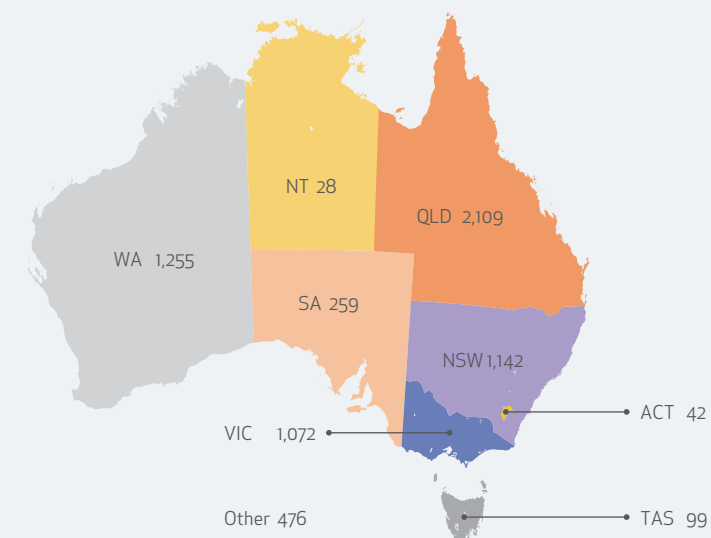 NT 28
QLD 2,109
WA 1,255
SA 259
NSW 1,142
ACT 42
VIC 1,072
Other 476
TAS 99